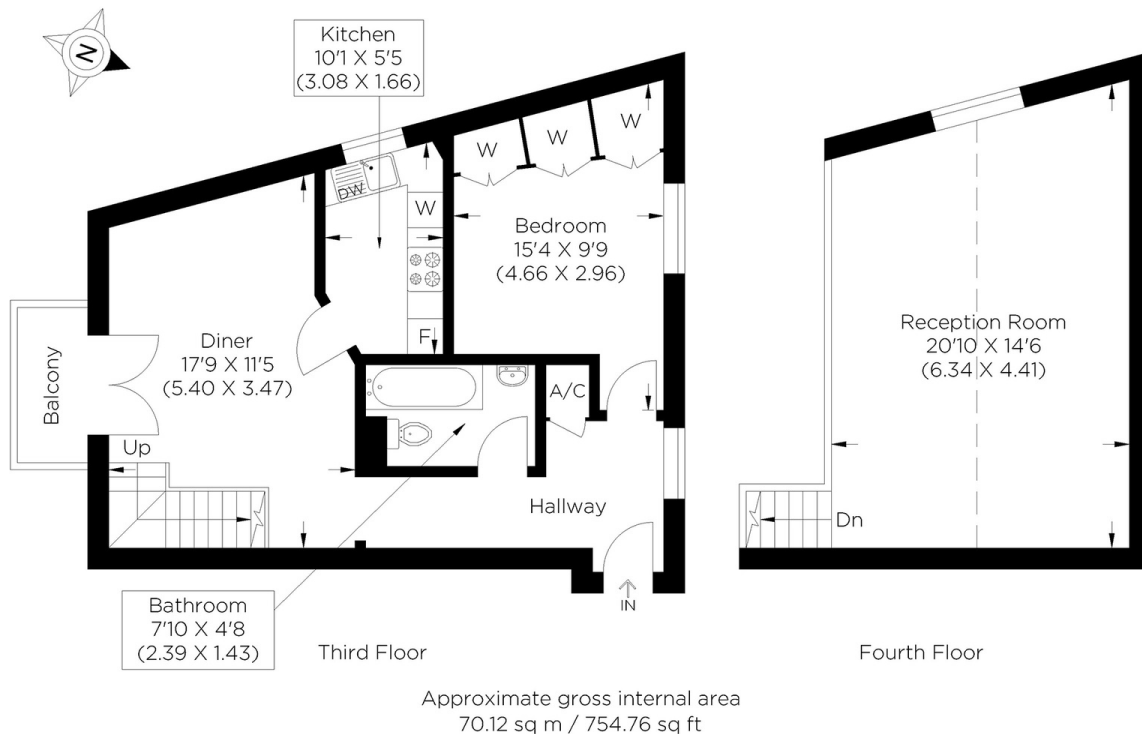 N
Kitchen
10'1 X 5'5
(3.08 X 1.66)
W
W
W
DW
W
F
Bedroom
15'4 X 9'9
(4.66 X 2.96)
Diner
17'9 X 11'5
(5.40 X 3.47)
Balcony
Up
A/C
Hallway
IN
Bathroom
7'10 X 4'8
(2.39 X 1.43)
Third Floor
Reception Room
20'10 X 14'6
(6.34 X 4.41)
Dn
Fourth Floor
Approximate gross internal area
70.12 sq m / 754.76 sq ft